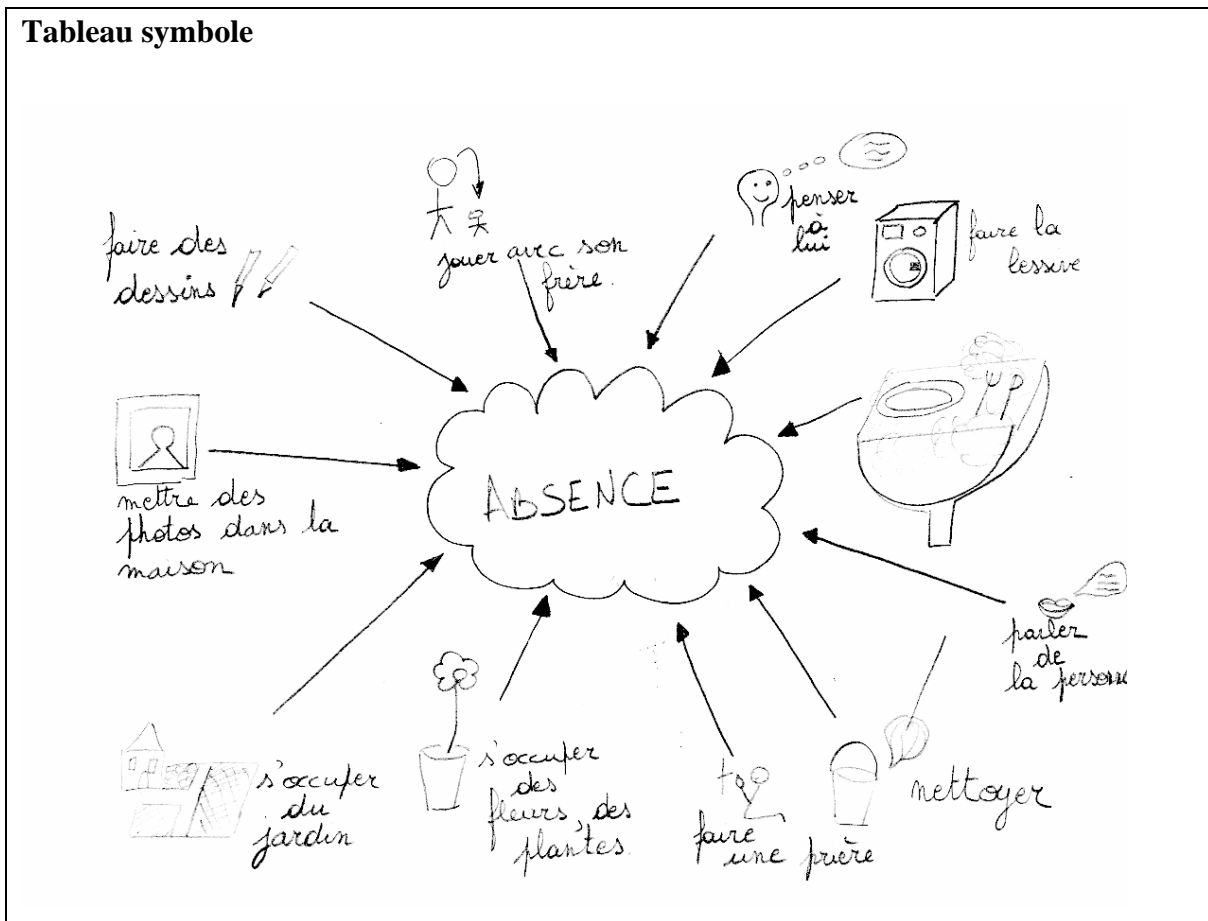 Tableau symbole
faire des
dessins
jouer avec son
frère.
penser
à
lui
faire la
lessive
mettre des
photos dans la
maison
ABSENCE
parler
de
la personn
s'occuper
du
jardin
s'occuper
des
fleurs, des
plantes.
faire
une prière
nettoyer